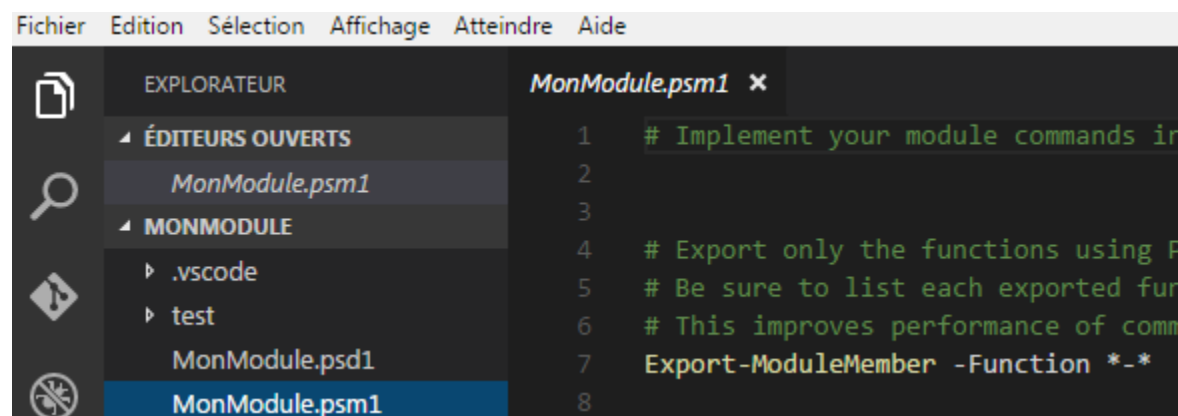 Fichier Edition Sélection Affichage Atteindre Aide
EXPLORATEUR
ÉDITEURS OUVERTS
MonModule.psm1
MONMODULE
.vscode
test
MonModule.psd1
MonModule.psm1
MonModule.psm1 ×
1 # Implement your module commands in
2
3
4 # Export only the functions using
5 # Be sure to list each exported
6 # This improves performance of
7 Export-ModuleMember -Function *-*
8